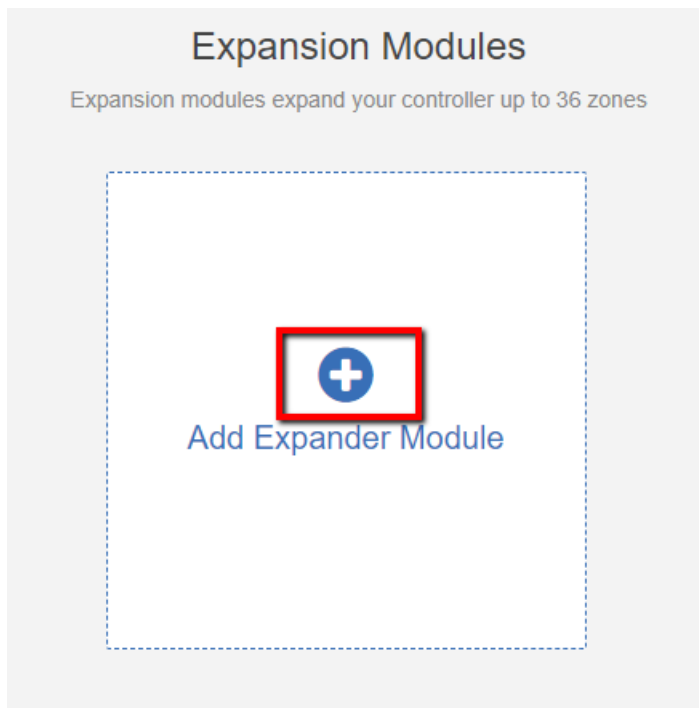 Expansion Modules
Expansion modules expand your controller up to 36 zones
Add Expander Module